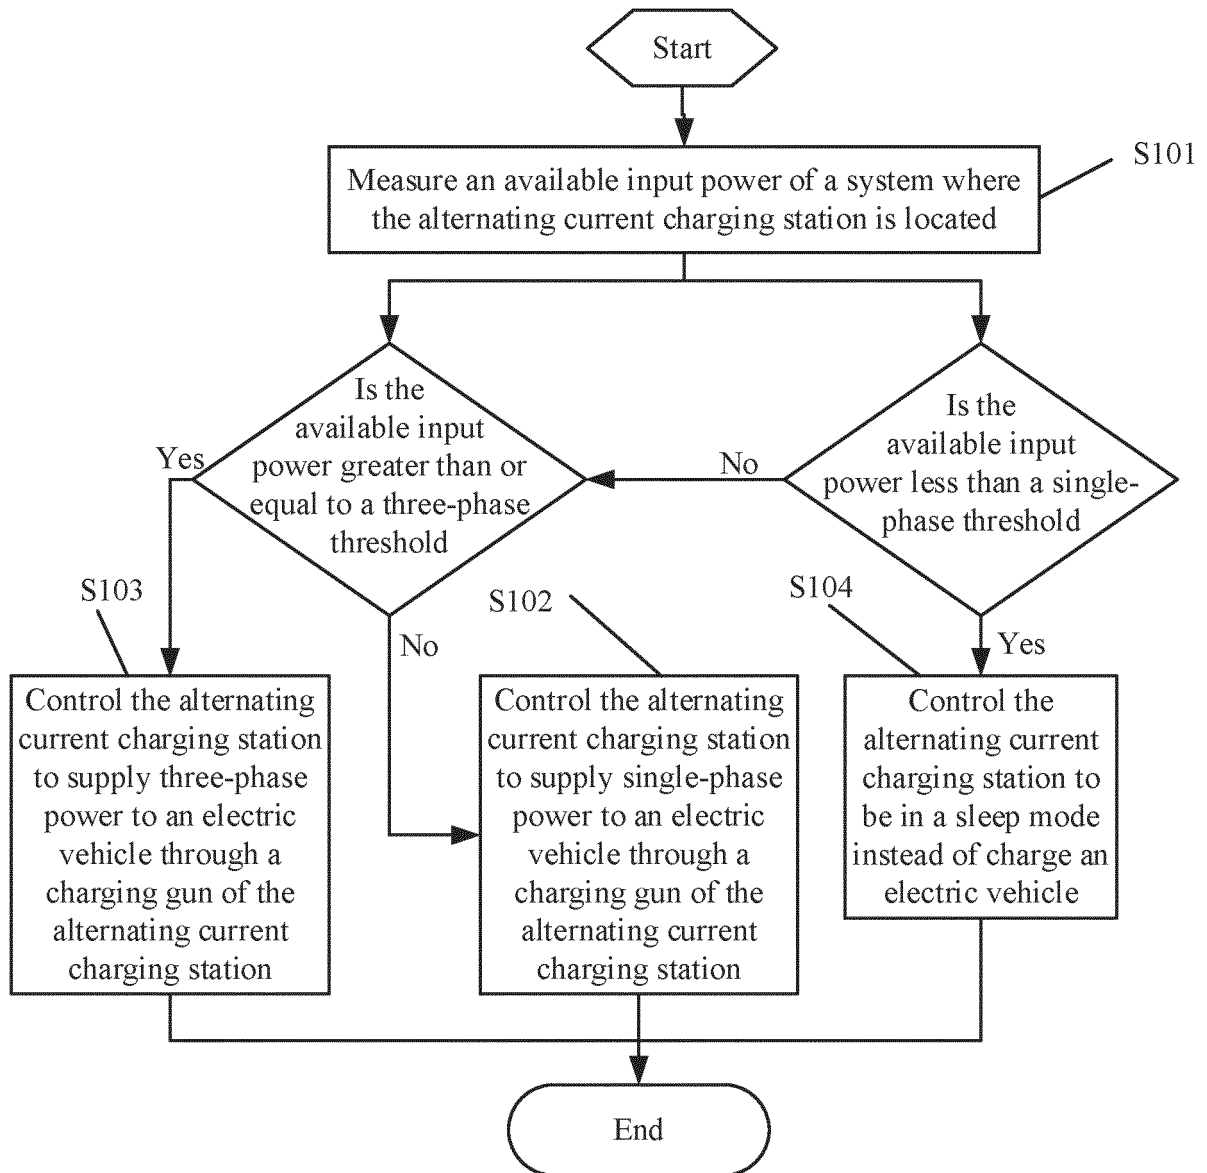 Start
S101
Measure an available input power of a system where
the alternating current charging station is located
Is the
available input
power greater than or
equal to a three-phase
threshold
Is the
available input
power less than a single-
phase threshold
Yes
No
S103
S102
S104
No
Yes
Control the alternating
current charging station
to supply three-phase
power to an electric
vehicle through a
charging gun of the
alternating current
charging station
Control the alternating
current charging station
to supply single-phase
power to an electric
vehicle through a
charging gun of the
alternating current
charging station
Control the
alternating current
charging station to
be in a sleep mode
instead of charge an
electric vehicle
End